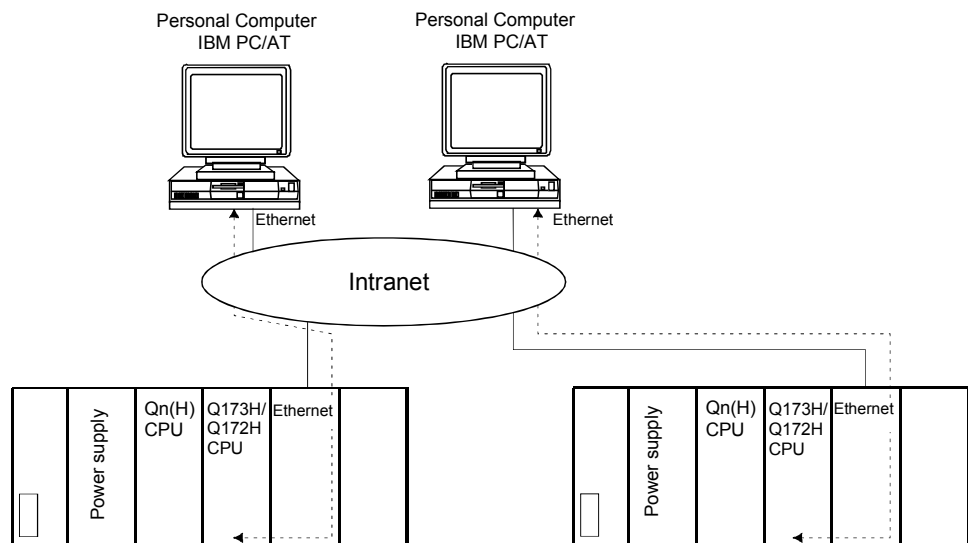 Personal Computer
IBM PC/AT
Personal Computer
IBM PC/AT
Ethernet
Ethernet
Intranet
Power supply
Qn(H)
CPU
Q173H/
Q172H
CPU
Ethernet
Power supply
Qn(H)
CPU
Q173H/
Q172H
CPU
Ethernet